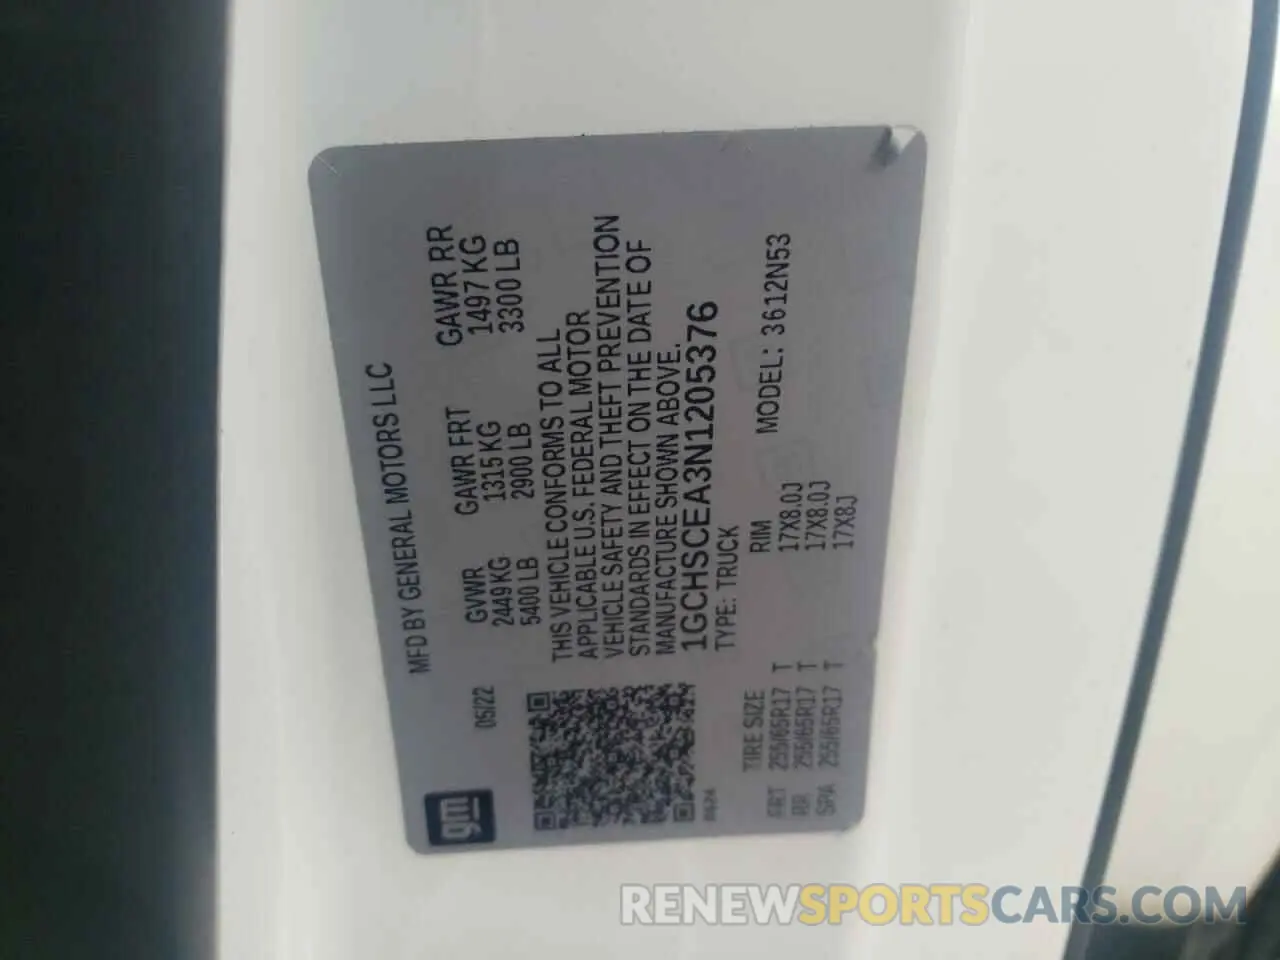 MFD BY GENERAL MOTORS LLC
gm
05/22
GVWR GAWR FRT GAWR RR
2449 KG 1315 KG 1497 KG
5400 LB 2900 LB 3300 LB
THIS VEHICLE CONFORMS TO ALL
APPLICABLE U.S. FEDERAL MOTOR
VEHICLE SAFETY AND THEFT PREVENTION
STANDARDS IN EFFECT ON THE DATE OF
MANUFACTURE SHOWN ABOVE.
1GCHSCEA3N1205376
TYPE: TRUCK
MODEL: 3612N53
TIRE SIZE RIM
FRT 255/65R17 T 17X8.0J
RR 255/65R17 T 17X8.0J
SPA 255/65R17 T 17X8J
RENEWSPORTSCARS.COM